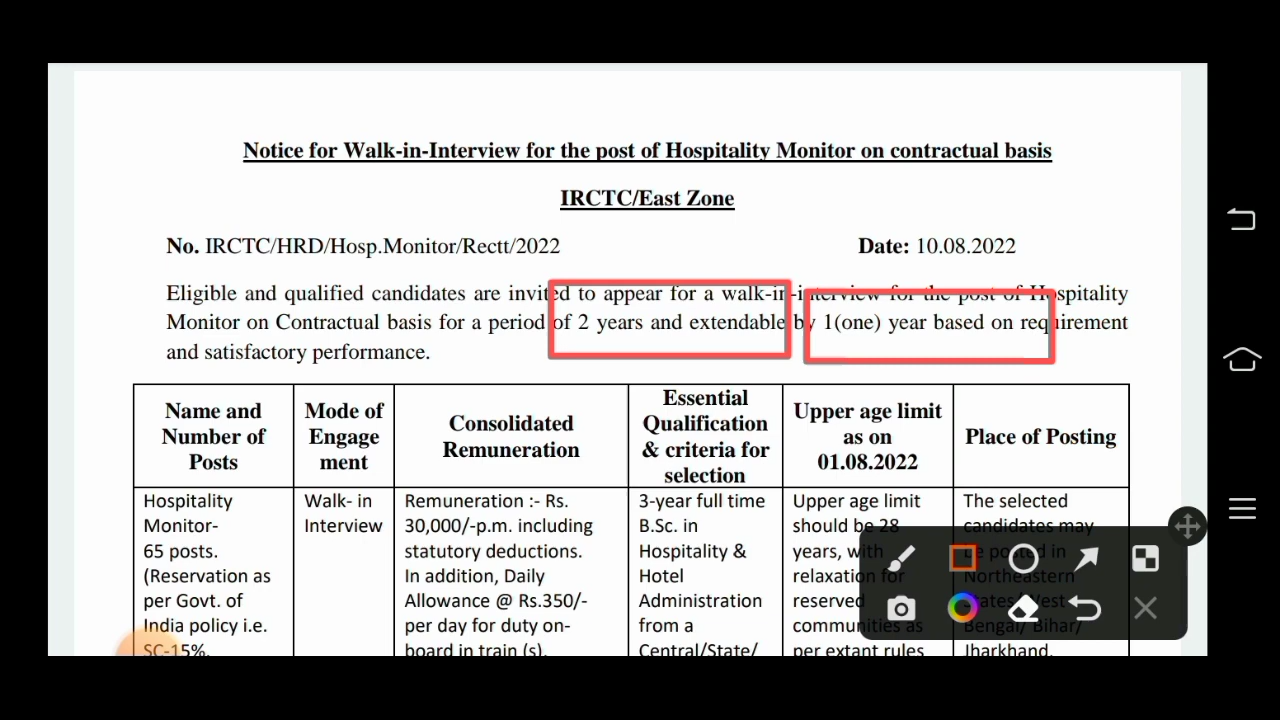 Notice for Walk-in-Interview for the post of Hospitality Monitor on contractual basis
IRCTC/East Zone
No. IRCTC/HRD/Hosp.Monitor/Rectt/2022 Date: 10.08.2022
Eligible and qualified candidates are invited to appear for a walk-in-interview for the post of Hospitality
Monitor on Contractual basis for a period of 2 years and extendable by 1(one) year based on requirement
and satisfactory performance.
Name and
Number of
Posts
Mode of
Engage
ment
Consolidated
Remuneration
Essential
Qualification
& criteria for
selection
Upper age limit
as on
01.08.2022
Place of Posting
Hospitality
Monitor-
65 posts.
(Reservation as
per Govt. of
India policy i.e.
SC-15%,
Walk- in
Interview
Remuneration :- Rs.
30,000/-p.m. including
statutory deductions.
In addition, Daily
Allowance @ Rs.350/-
per day for duty on-
board in train (s).
3-year full time
B.Sc. in
Hospitality &
Hotel
Administration
from a
Central/State/
Upper age limit
should be 28
years, with
relaxation for
reserved
communities as
per extant rules
The selected
candidates may
be posted in
Northeastern
States/ West
Bengal/ Bihar/
Jharkhand.